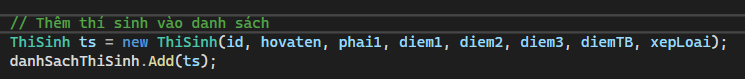 // Thêm thí sinh vào danh sách
ThiSinh ts = new ThiSinh(id, hovaten, phai1, diem1, diem2, diem3, diemTB, xepLoai);
danhSachThiSinh.Add(ts);